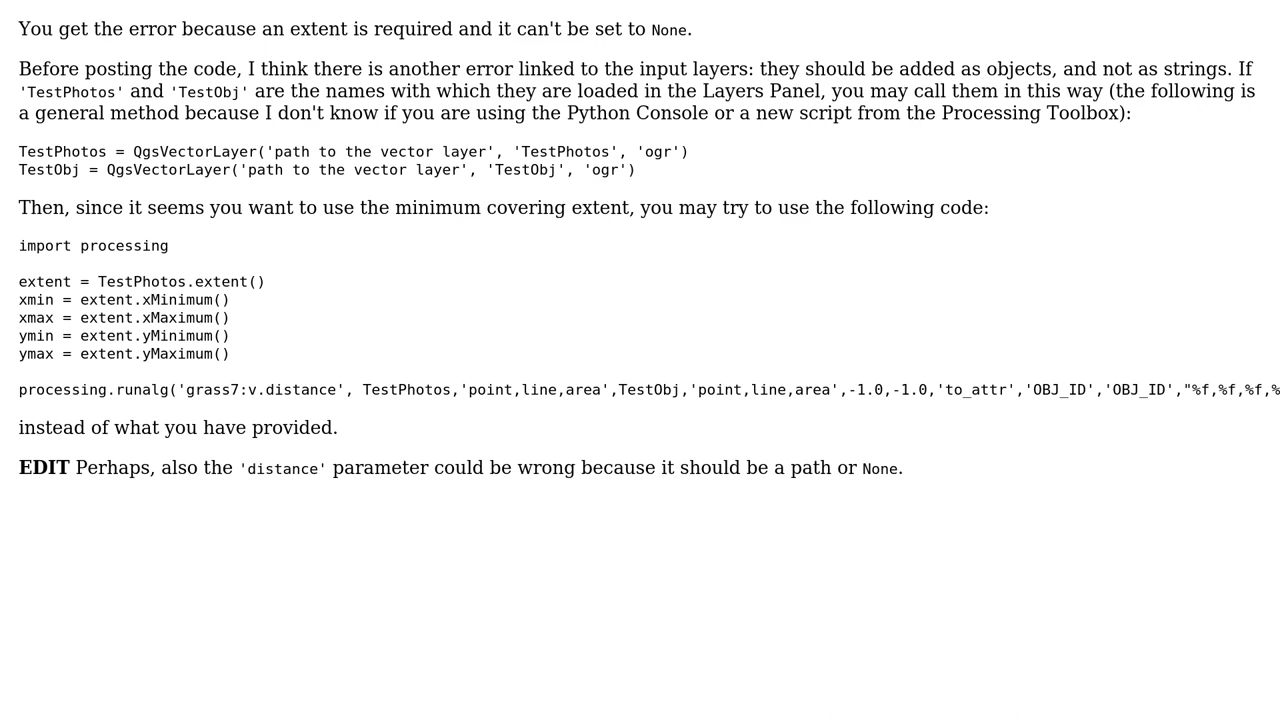 You get the error because an extent is required and it can't be set to None.
Before posting the code, I think there is another error linked to the input layers: they should be added as objects, and not as strings. If
'TestPhotos' and 'TestObj' are the names with which they are loaded in the Layers Panel, you may call them in this way (the following is
a general method because I don't know if you are using the Python Console or a new script from the Processing Toolbox):
TestPhotos = QgsVectorLayer('path to the vector layer', 'TestPhotos', 'ogr')
TestObj = QgsVectorLayer('path to the vector layer', 'TestObj', 'ogr')
Then, since it seems you want to use the minimum covering extent, you may try to use the following code:
import processing
extent = TestPhotos.extent()
xmin = extent.xMinimum()
xmax = extent.xMaximum()
ymin = extent.yMinimum()
ymax = extent.yMaximum()
processing.runalg('grass7:v.distance', TestPhotos,'point,line,area',TestObj,'point,line,area',-1.0,-1.0,'to_attr','OBJ_ID','OBJ_ID',"%f,%f,%f,%
instead of what you have provided.
EDIT Perhaps, also the 'distance' parameter could be wrong because it should be a path or None.